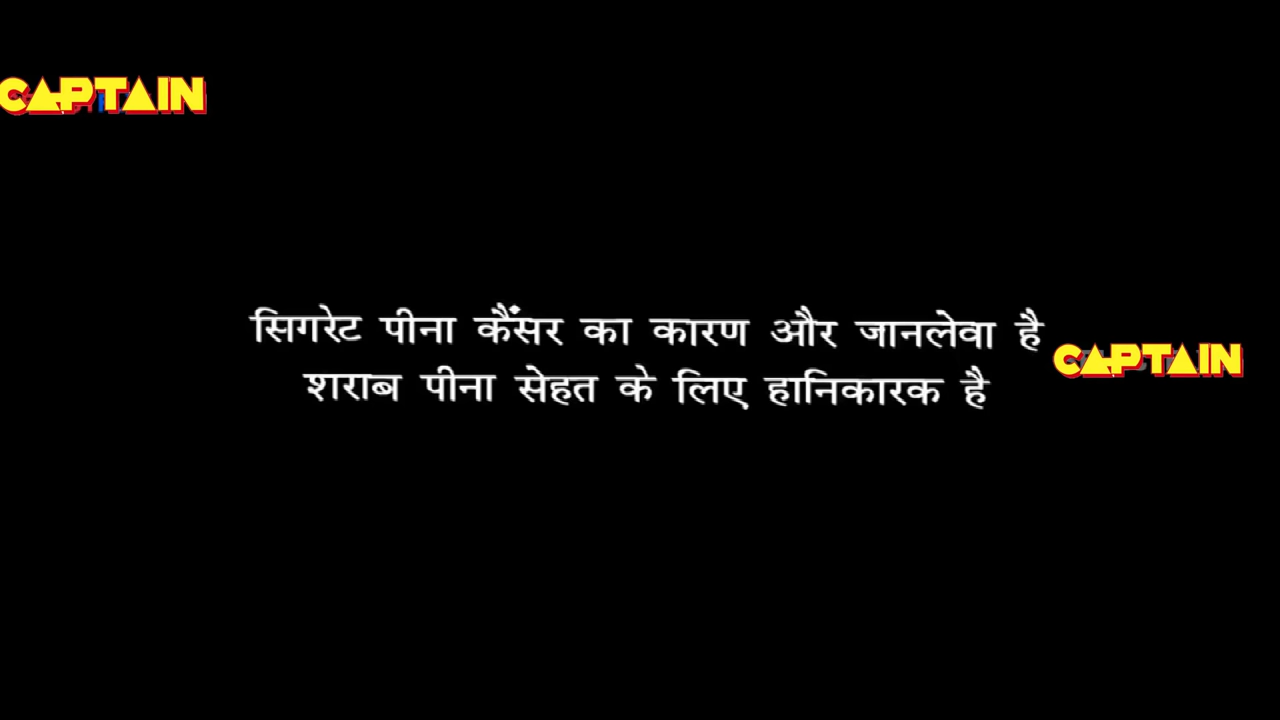 CAPTAIN
सिगरेट पीना कैंसर का कारण और जानलेवा है
CAPTAIN
शराब पीना सेहत के लिए हानिकारक है